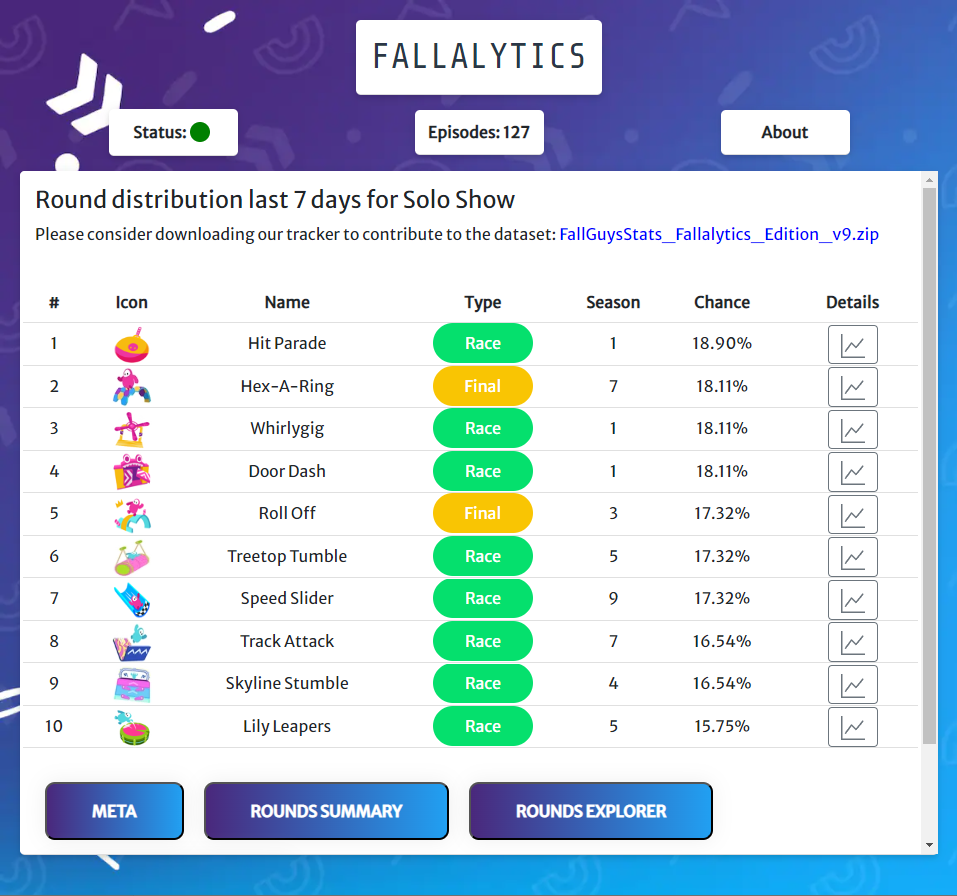 FALLALYTICS
Status:
Episodes: 127
About
Round distribution last 7 days for Solo Show
Please consider downloading our tracker to contribute to the dataset: FallGuysStats_Fallalytics_Edition_v9.zip
# Icon Name Type Season Chance Details
1 Hit Parade Race 1 18.90%
2 Hex-A-Ring Final 7 18.11%
3 Whirlygig Race 1 18.11%
4 Door Dash Race 1 18.11%
5 Roll Off Final 3 17.32%
6 Treetop Tumble Race 5 17.32%
7 Speed Slider Race 9 17.32%
8 Track Attack Race 7 16.54%
9 Skyline Stumble Race 4 16.54%
10 Lily Leapers Race 5 15.75%
META ROUNDS SUMMARY ROUNDS EXPLORER